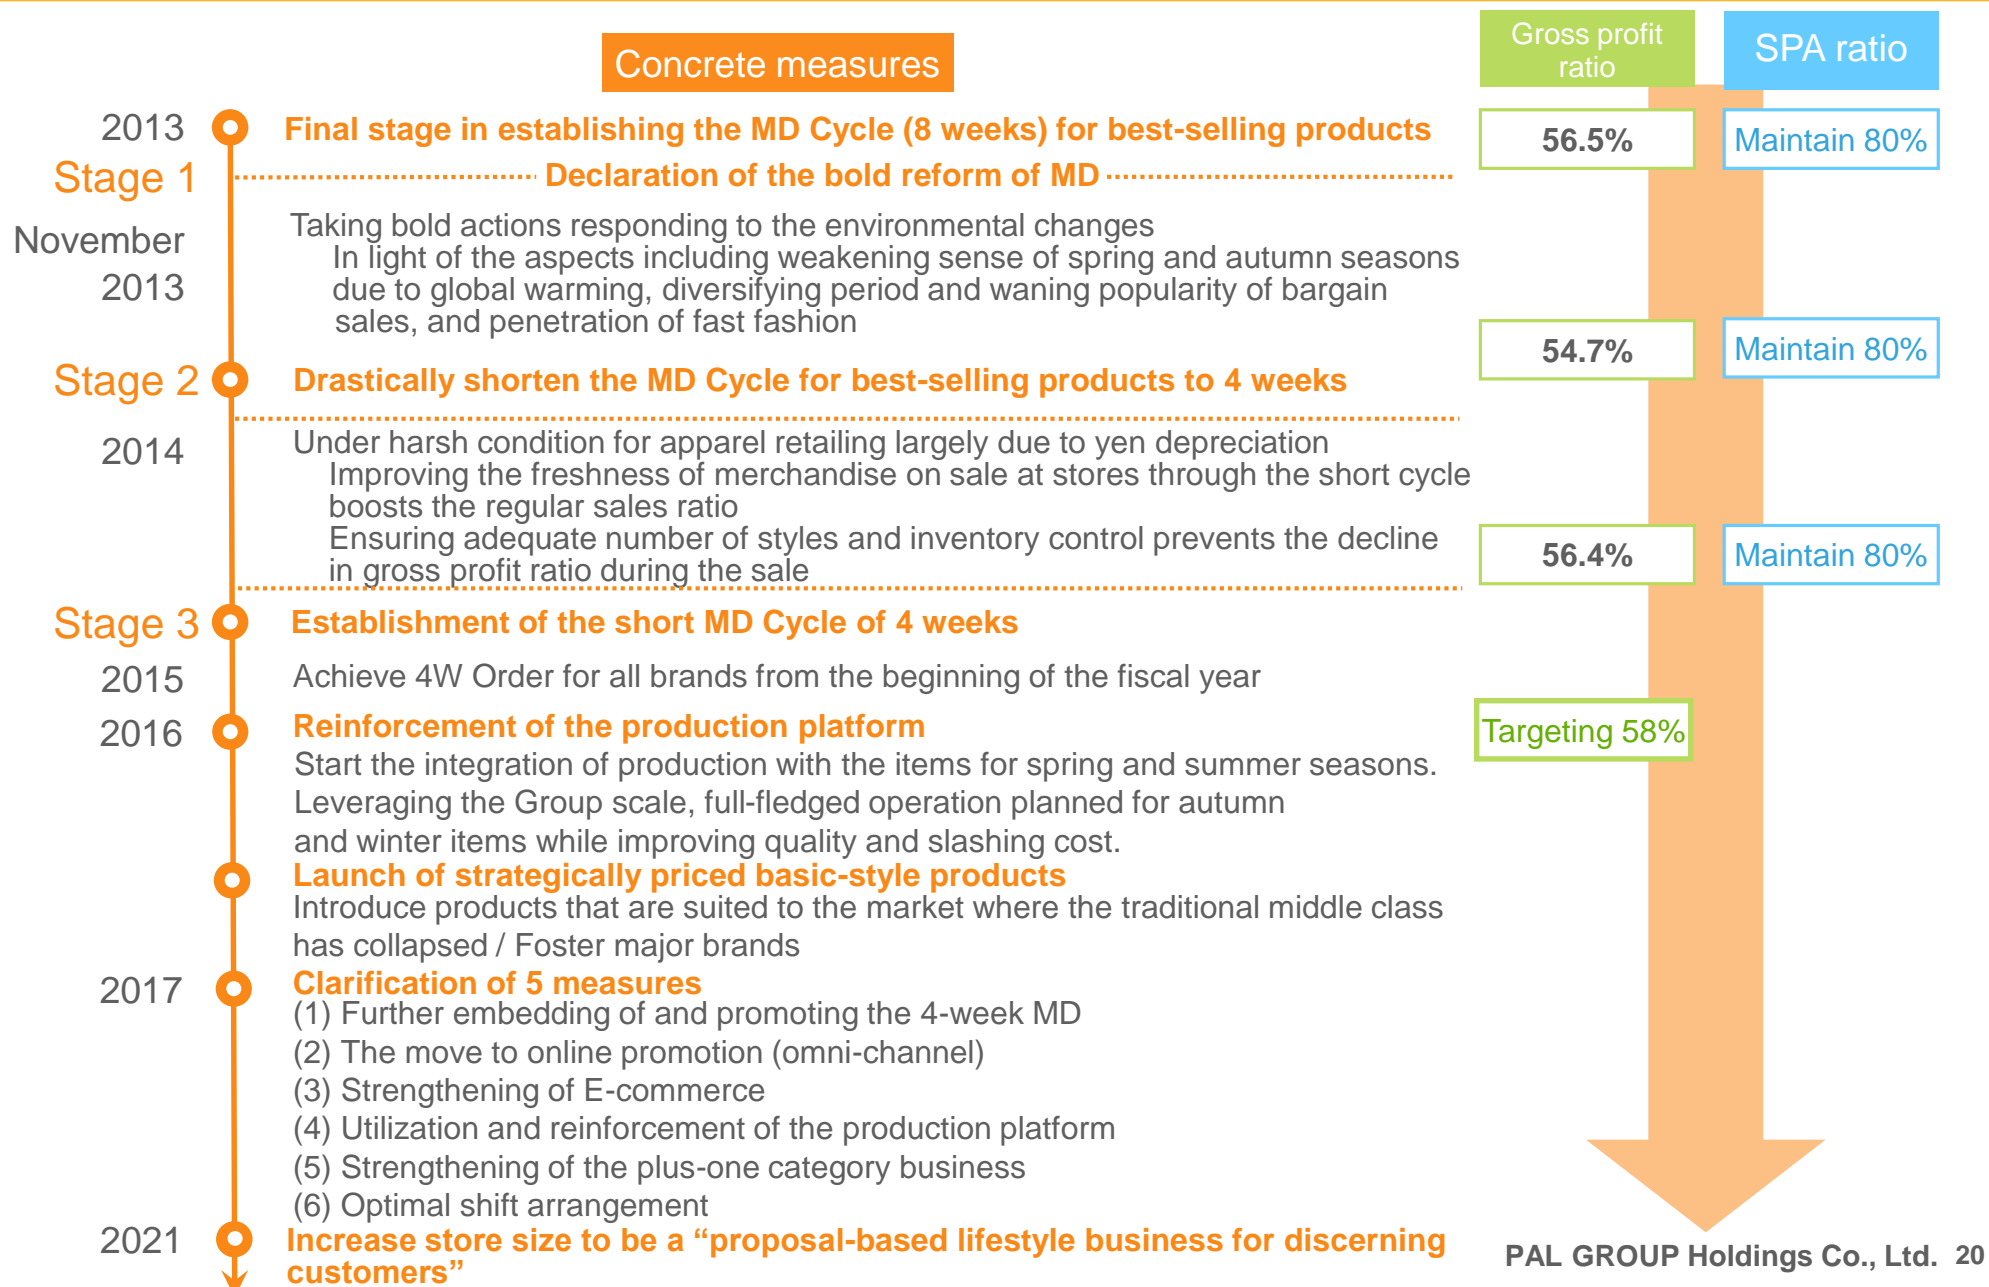 Concrete measures
Gross profit
ratio
SPA ratio
2013
Final stage in establishing the MD Cycle (8 weeks) for best-selling products
56.5%
Maintain 80%
Stage 1
Declaration of the bold reform of MD
November
2013
Taking bold actions responding to the environmental changes
In light of the aspects including weakening sense of spring and autumn seasons
due to global warming, diversifying period and waning popularity of bargain
sales, and penetration of fast fashion
54.7%
Maintain 80%
Stage 2
Drastically shorten the MD Cycle for best-selling products to 4 weeks
2014
Under harsh condition for apparel retailing largely due to yen depreciation
Improving the freshness of merchandise on sale at stores through the short cycle
boosts the regular sales ratio
Ensuring adequate number of styles and inventory control prevents the decline
in gross profit ratio during the sale
56.4%
Maintain 80%
Stage 3
Establishment of the short MD Cycle of 4 weeks
2015
Achieve 4W Order for all brands from the beginning of the fiscal year
2016
Reinforcement of the production platform
Targeting 58%
Start the integration of production with the items for spring and summer seasons.
Leveraging the Group scale, full-fledged operation planned for autumn
and winter items while improving quality and slashing cost.
Launch of strategically priced basic-style products
Introduce products that are suited to the market where the traditional middle class
has collapsed / Foster major brands
2017
Clarification of 5 measures
(1) Further embedding of and promoting the 4-week MD
(2) The move to online promotion (omni-channel)
(3) Strengthening of E-commerce
(4) Utilization and reinforcement of the production platform
(5) Strengthening of the plus-one category business
(6) Optimal shift arrangement
2021
Increase store size to be a “proposal-based lifestyle business for discerning
customers”
PAL GROUP Holdings Co., Ltd. 20